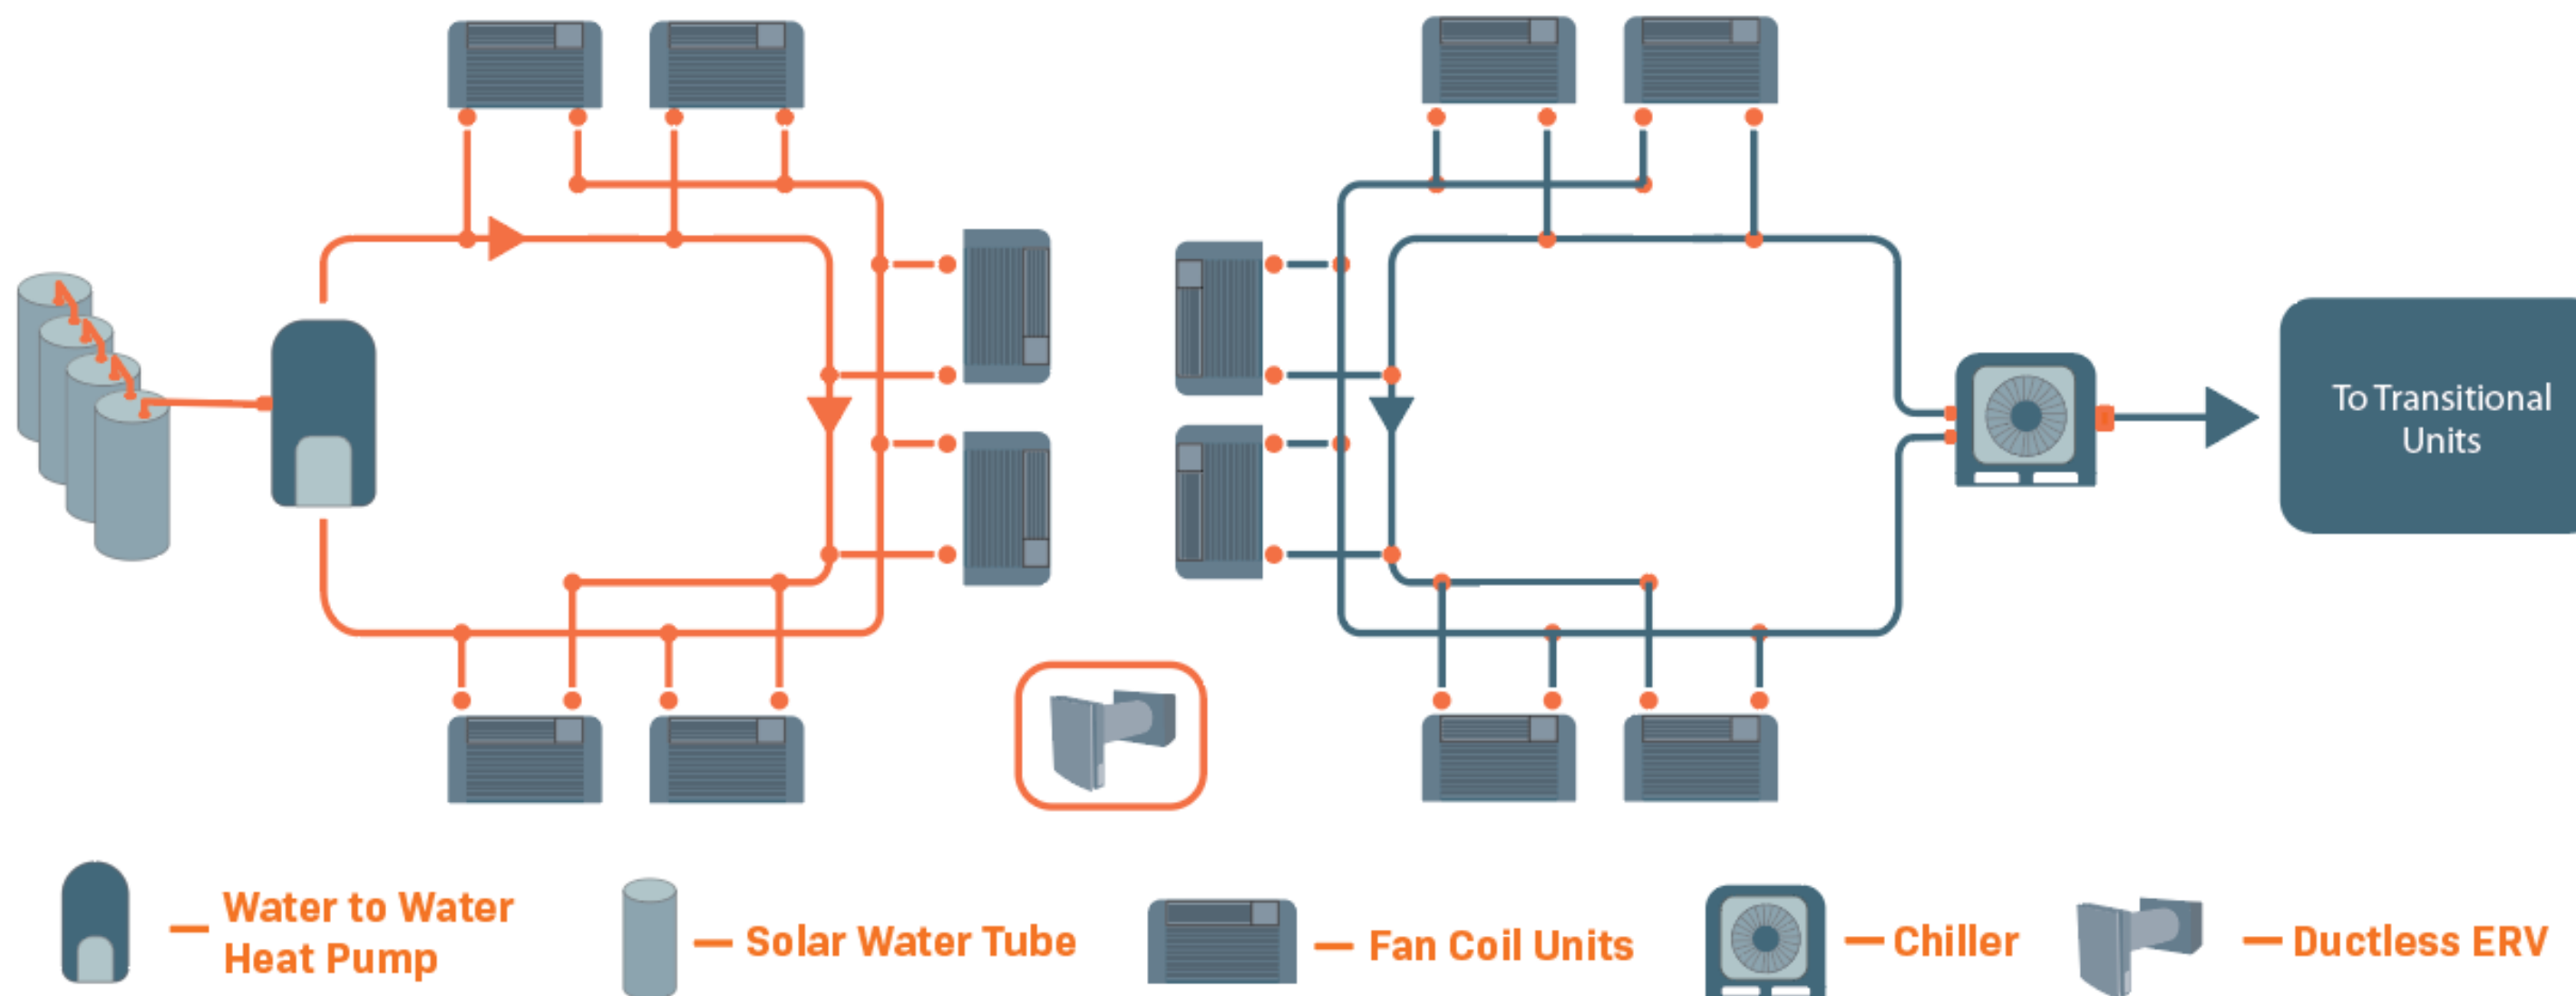 To Transitional
Units
Water to Water
Heat Pump
Solar Water Tube
Fan Coil Units
Chiller
Ductless ERV